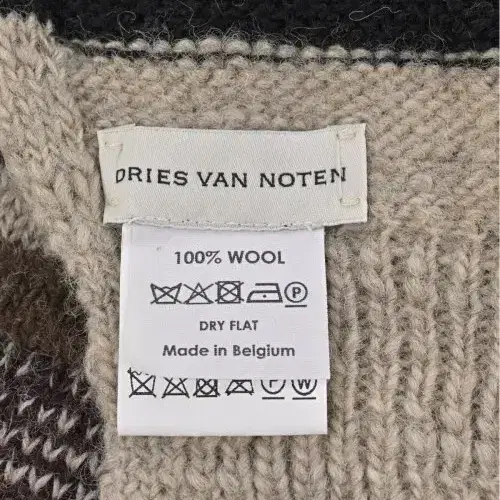 DRIES VAN NOTEN
100% WOOL
P
DRY FLAT
Made in Belgium
P W